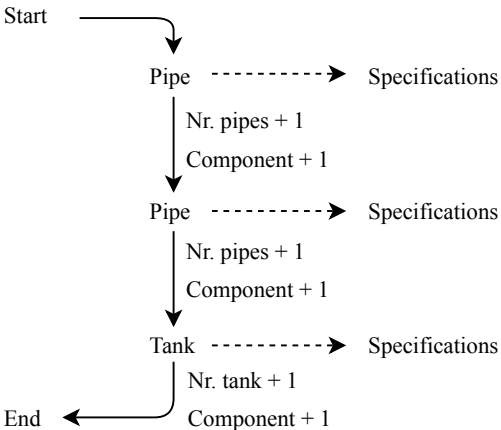 Start
Pipe Specifications
Nr. pipes + 1
Component + 1
Pipe Specifications
Nr. pipes + 1
Component + 1
Tank Specifications
Nr. tank + 1
End Component + 1